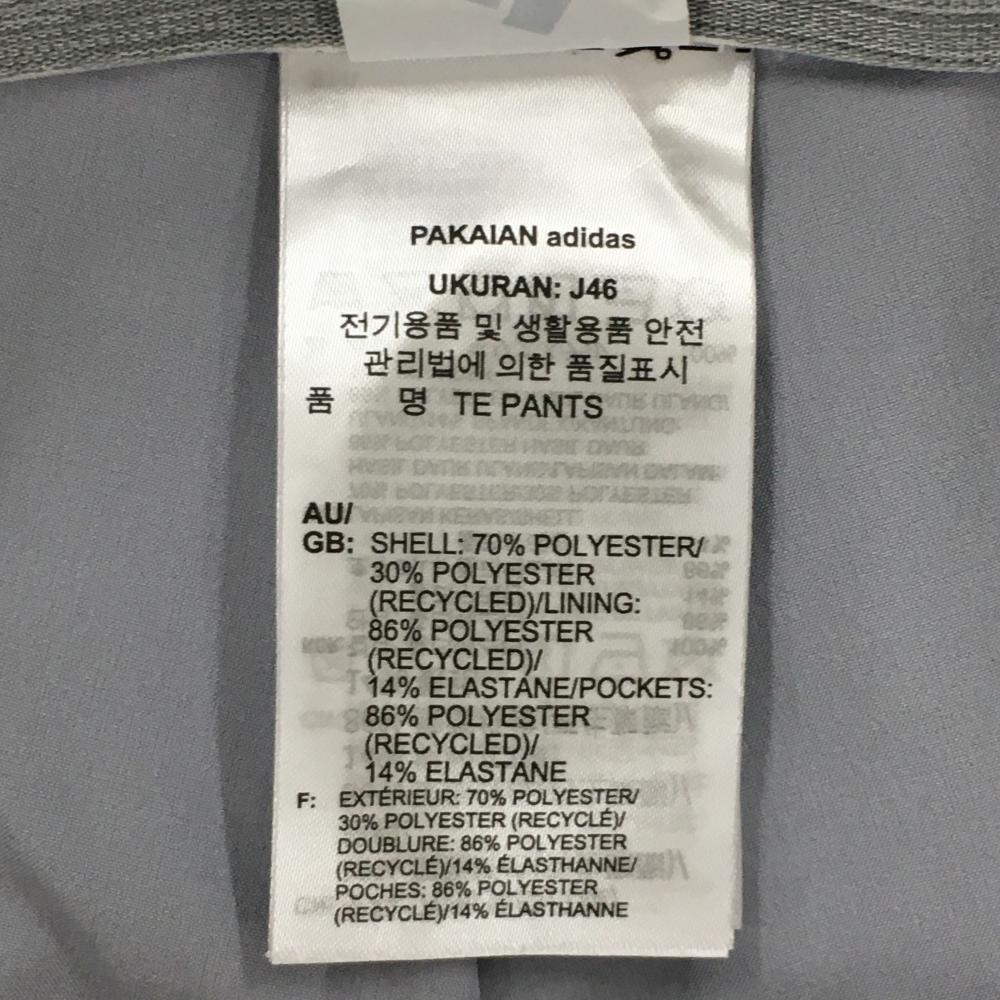 PAKAIAN adidas
UKURAN: J46
전기용품 및 생활용품 안전
관리법에 의한 품질표시
품 명 TE PANTS
AU/
GB: SHELL: 70% POLYESTER/
30% POLYESTER
(RECYCLED)/LINING:
86% POLYESTER
(RECYCLED)/
14% ELASTANE/POCKETS:
86% POLYESTER
(RECYCLED)/
14% ELASTANE
F: EXTÉRIEUR: 70% POLYESTER/
30% POLYESTER (RECYCLÉ)/
DOUBLURE: 86% POLYESTER
(RECYCLÉ)/14% ÉLASTHANNE/
POCHES: 86% POLYESTER
(RECYCLÉ)/14% ÉLASTHANNE